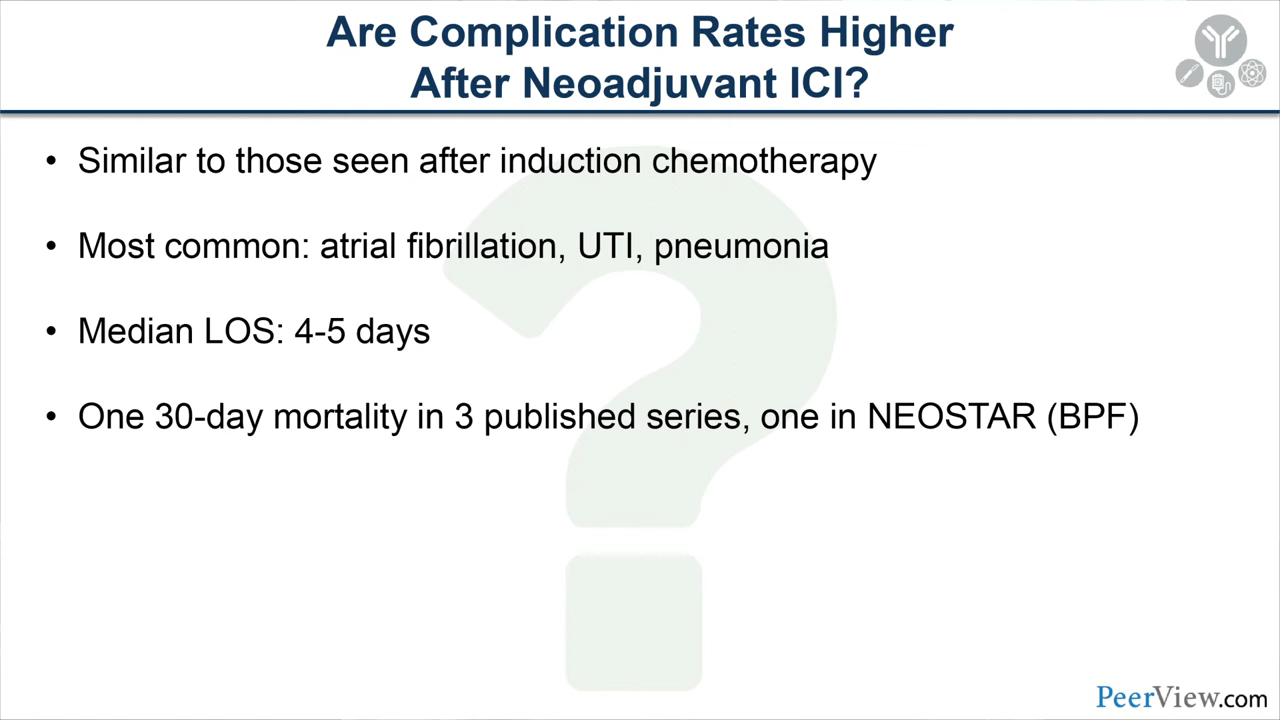 Are Complication Rates Higher
After Neoadjuvant ICI?
• Similar to those seen after induction chemotherapy
• Most common: atrial fibrillation, UTI, pneumonia
• Median LOS: 4-5 days
• One 30-day mortality in 3 published series, one in NEOSTAR (BPF)
PeerView.com